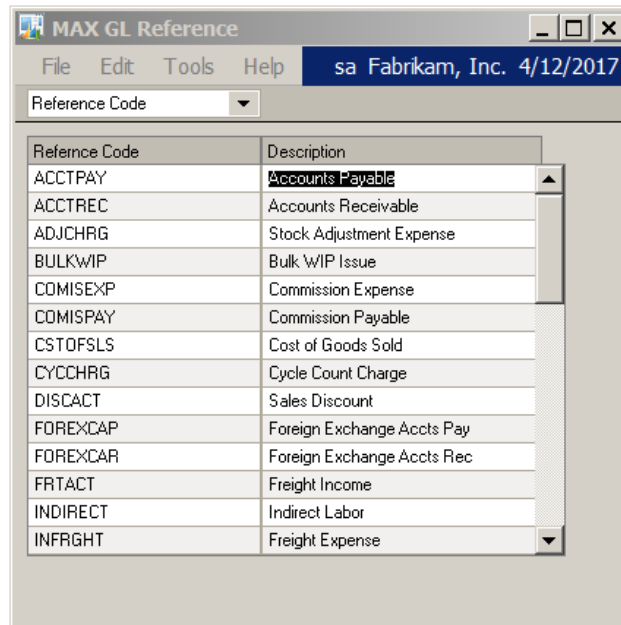 MAX GL Reference
File Edit Tools Help sa Fabrikam, Inc. 4/12/2017
Reference Code
Refernce Code Description
ACCTPAY Accounts Payable
ACCTREC Accounts Receivable
ADJCHRG Stock Adjustment Expense
BULKWIP Bulk WIP Issue
COMISEXP Commission Expense
COMISPAY Commission Payable
CSTOFSLS Cost of Goods Sold
CYCCHRG Cycle Count Charge
DISCACT Sales Discount
FOREXCAP Foreign Exchange Accts Pay
FOREXCAR Foreign Exchange Accts Rec
FRTACT Freight Income
INDIRECT Indirect Labor
INFRGHT Freight Expense